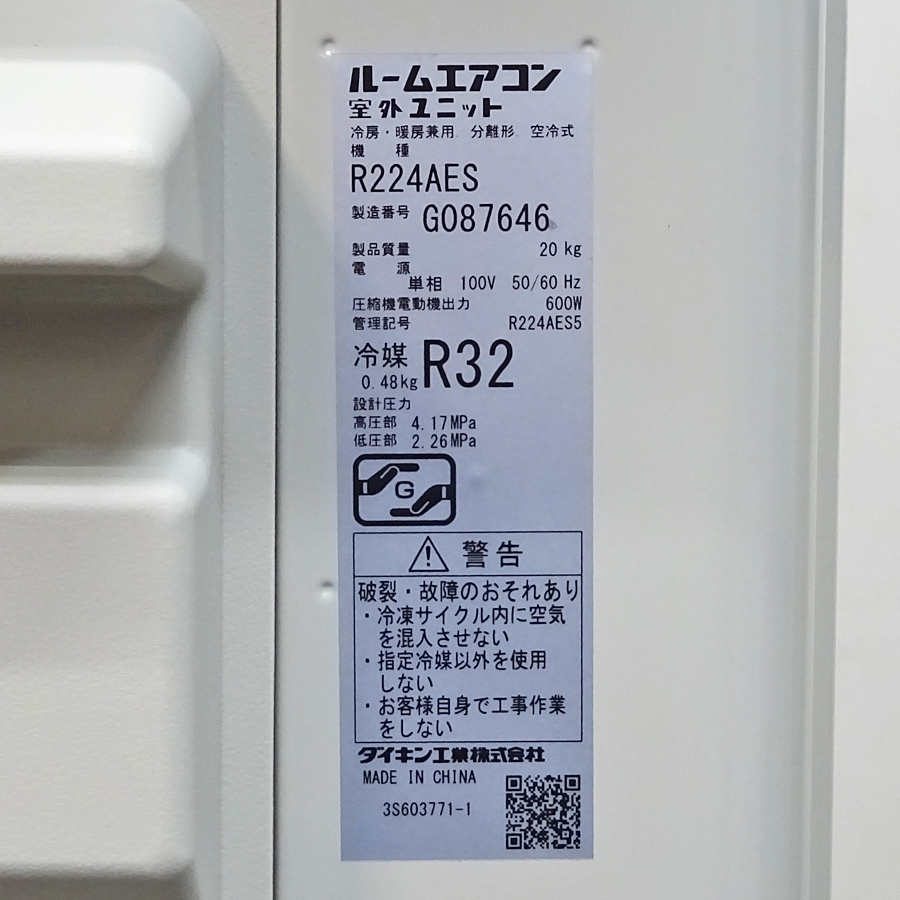 ルームエアコン
室外ユニット
冷房・暖房兼用 分離形 空冷式
機 種
R224AES
製造番号 G087646
製品質量 20 kg
電 源
単相 100V 50/60 Hz
圧縮機電動機出力 600W
管理記号 R224AES5
冷媒 R32
0.48kg
設計圧力
高圧部 4.17MPa
低圧部 2.26MPa
G
警告
破裂・故障のおそれあり
・冷凍サイクル内に空気
を混入させない
・指定冷媒以外を使用
しない
・お客様自身で工事作業
をしない
ダイキン工業株式会社
MADE IN CHINA
3S603771-1